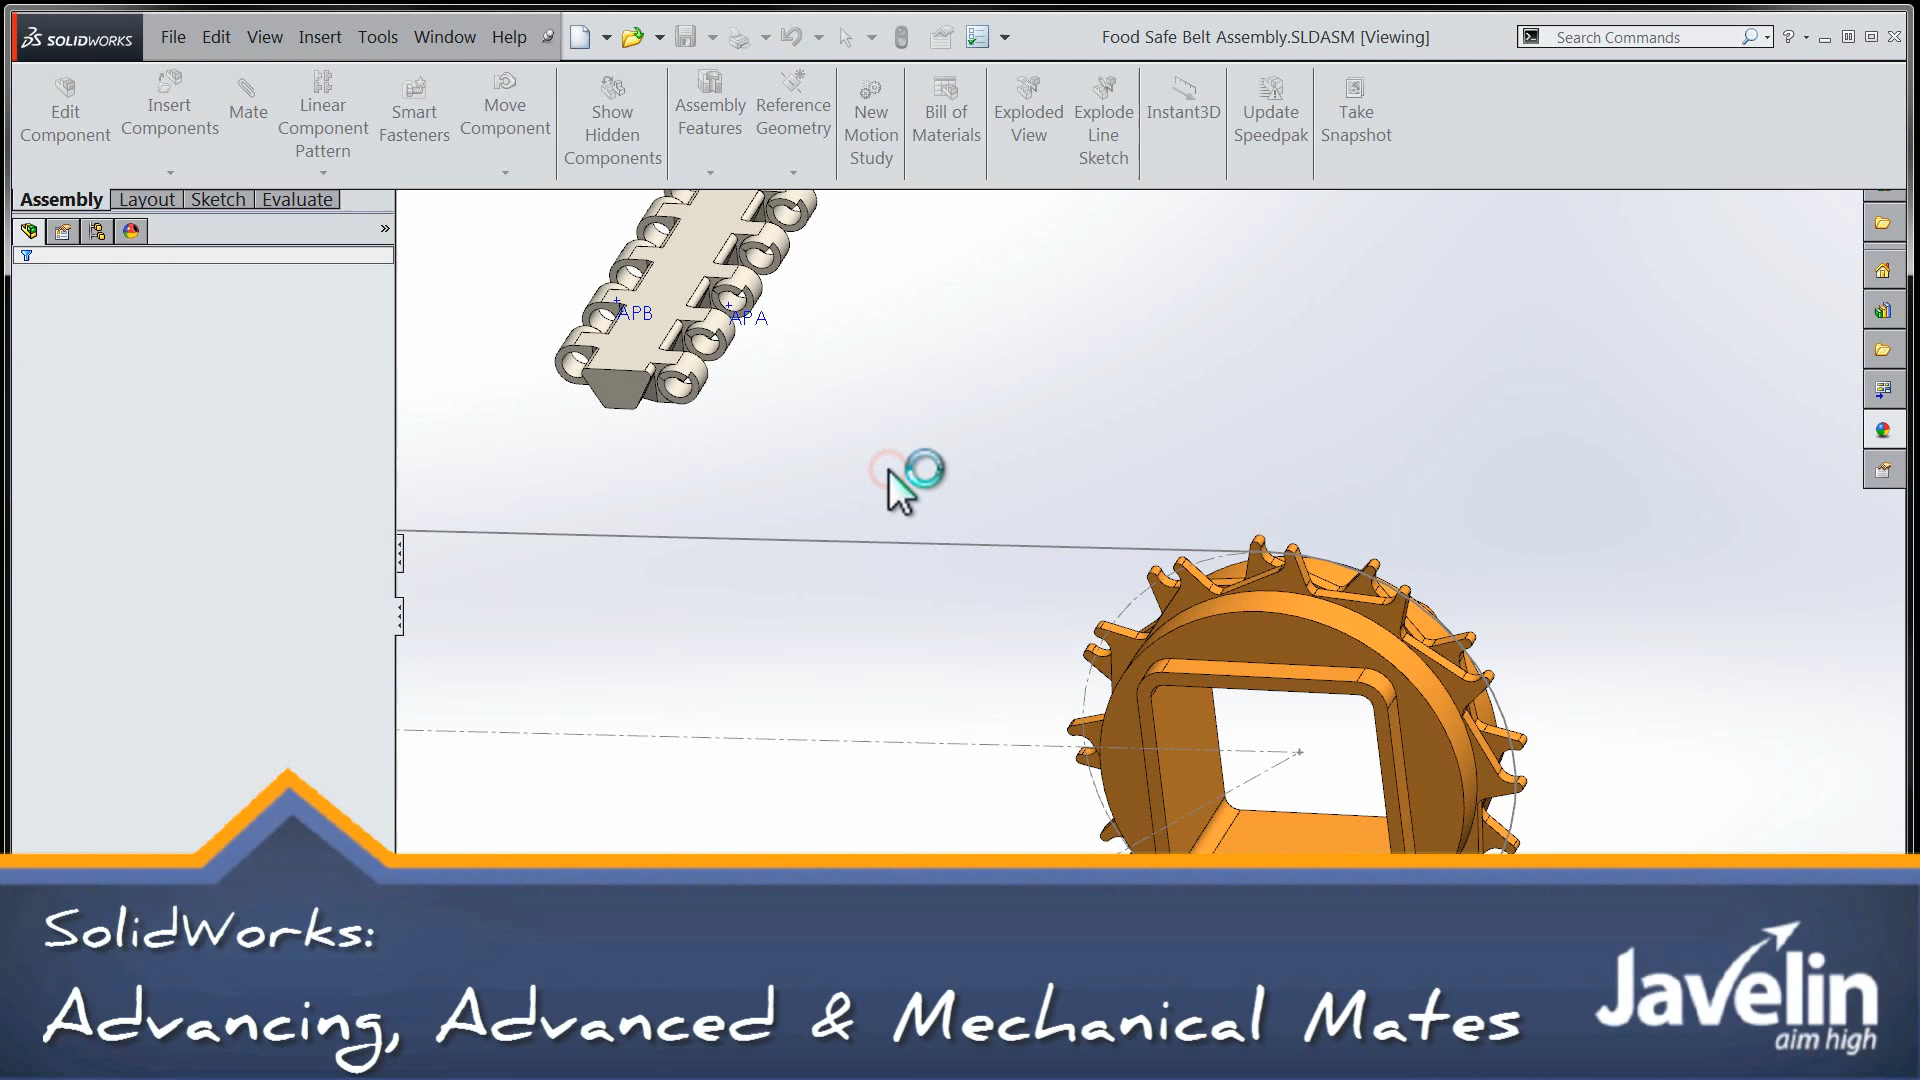 SOLIDWORKS File Edit View Insert Tools Window Help Food Safe Belt Assembly.SLDASM [Viewing] Search Commands ?
Edit Component
Insert Components
Mate
Linear Component Pattern
Smart Fasteners
Move Component
Show Hidden Components
Assembly Features
Reference Geometry
New Motion Study
Bill of Materials
Exploded View
Explode Line Sketch
Instant3D
Update Speedpak
Take Snapshot
Assembly Layout Sketch Evaluate
»
APB
APA
SolidWorks:
Advancing, Advanced & Mechanical Mates
Javelin
aim high